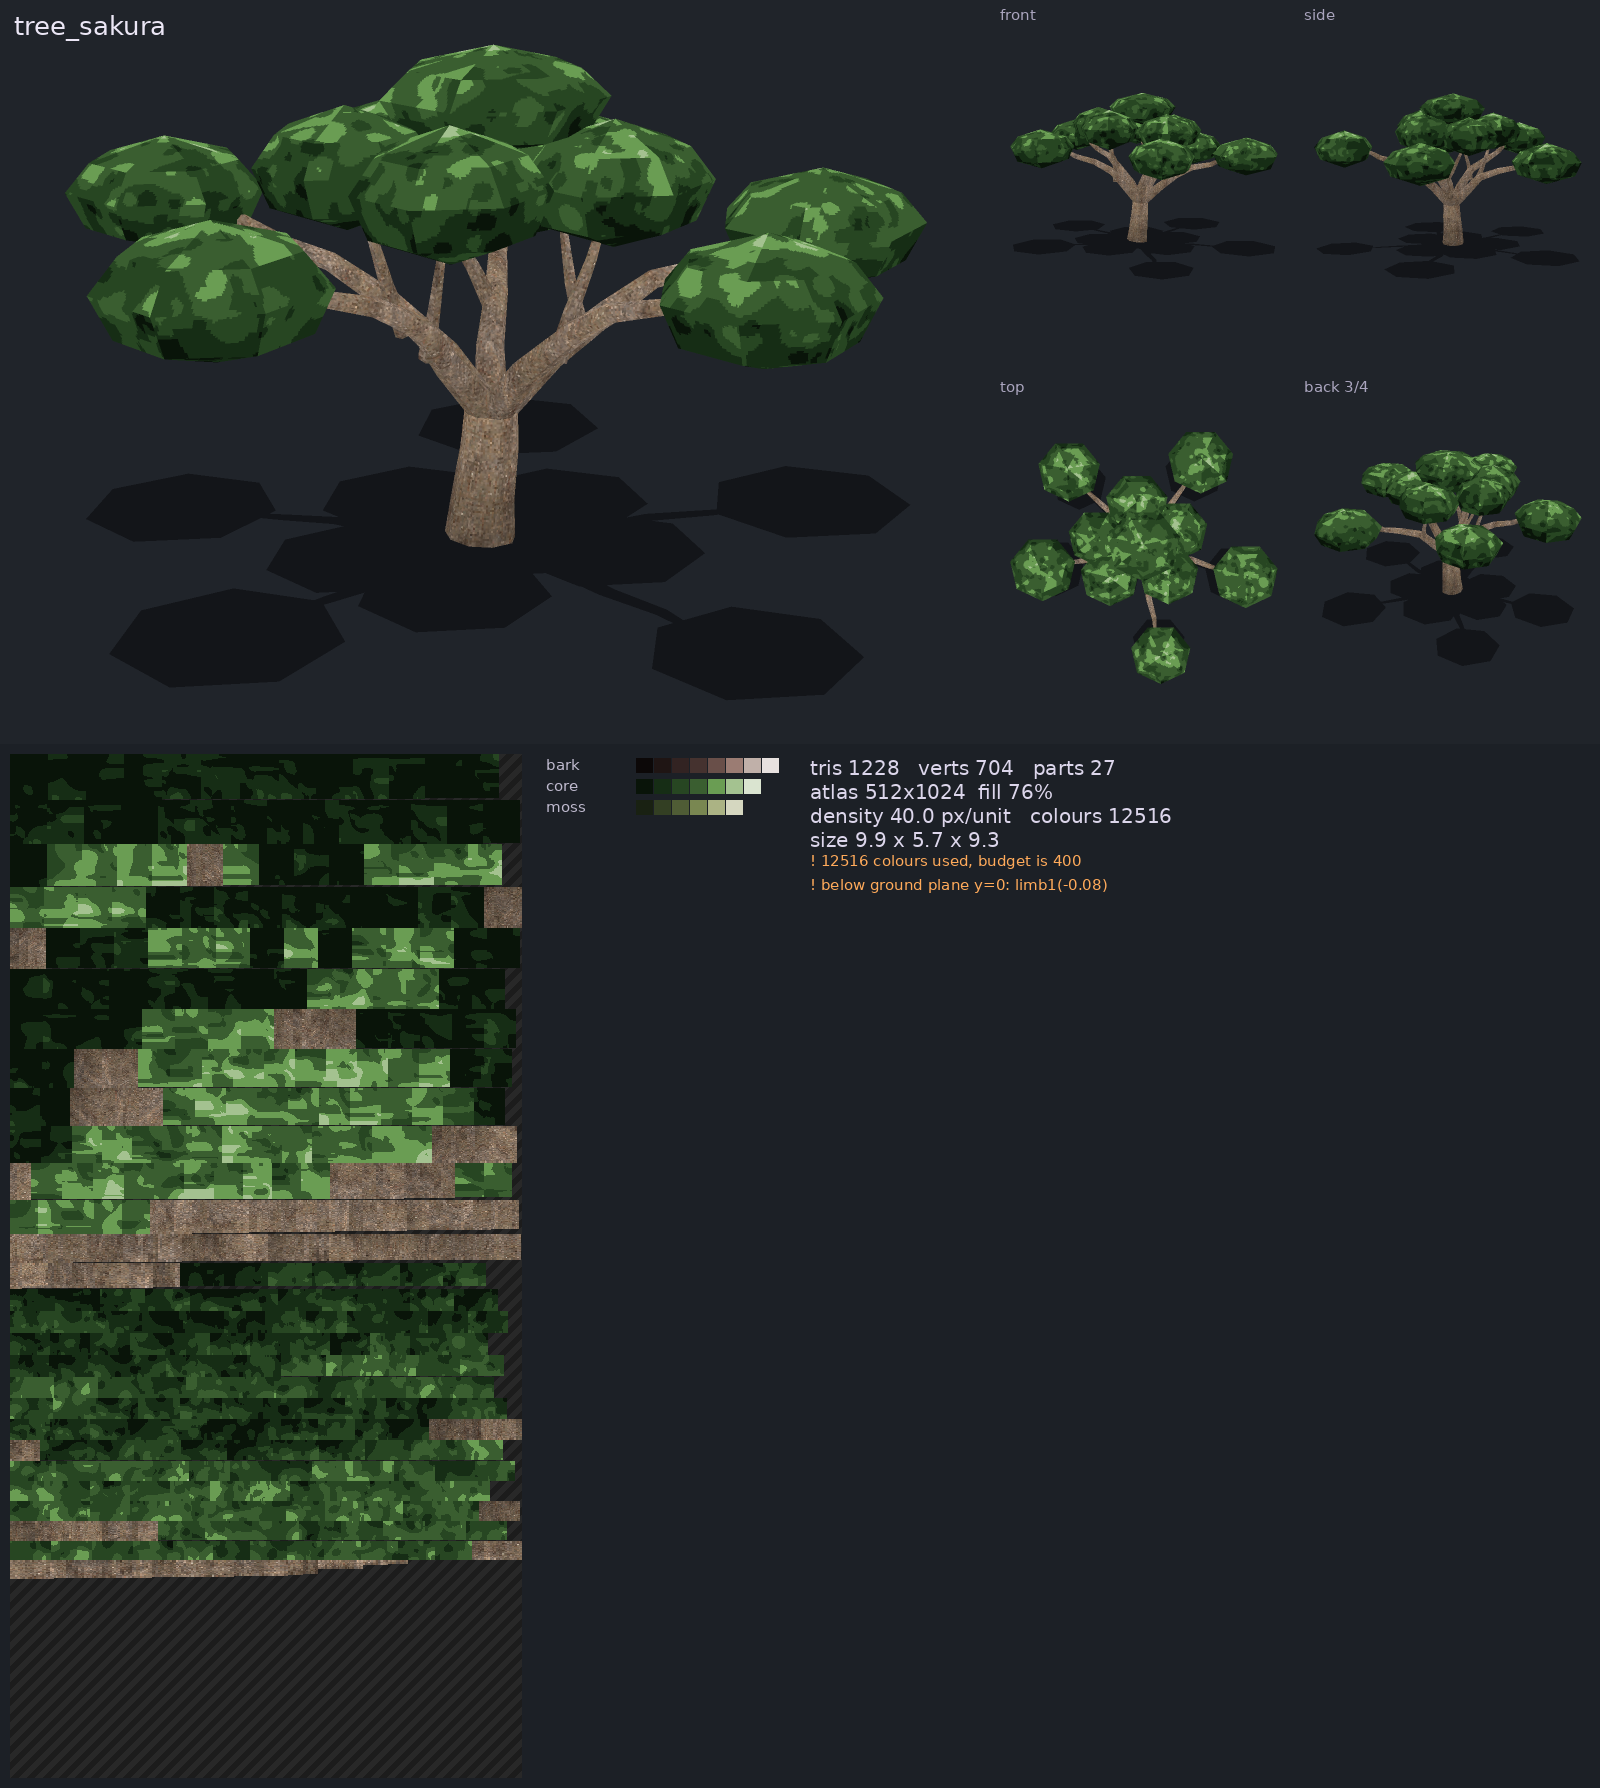 tree_sakura
front
side
top
back 3/4
bark
core
moss
tris 1228 verts 704 parts 27
atlas 512x1024 fill 76%
density 40.0 px/unit colours 12516
size 9.9 x 5.7 x 9.3
! 12516 colours used, budget is 400
! below ground plane y=0: limb1(-0.08)